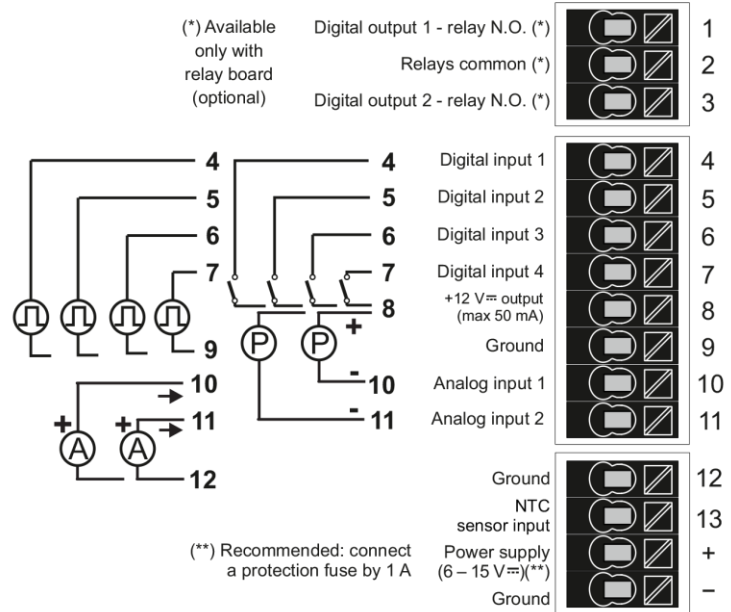 (*) Available
only with
relay board
(optional)
Digital output 1 - relay N.O. (*) 1
Relays common (*) 2
Digital output 2 - relay N.O. (*) 3
4 4 Digital input 1 4
5 5 Digital input 2 5
6 6 Digital input 3 6
7 7 Digital input 4 7
8 +12 V⎓ output
(max 50 mA) 8
P P +
9 Ground 9
10 - 10 Analog input 1 10
+ A + A
11 - 11 Analog input 2 11
12 Ground 12
NTC
sensor input 13
(**) Recommended: connect
a protection fuse by 1 A
Power supply
(6 – 15 V⎓)(**) +
Ground –